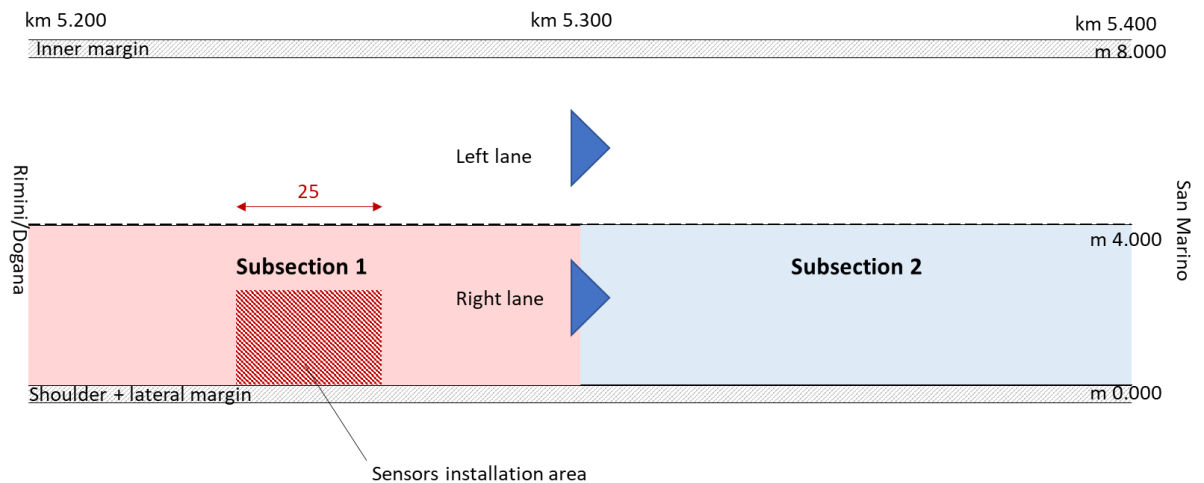 km 5.200
km 5.300
km 5.400
Inner margin
m 8.000
Left lane
Rimini/Dogana
San Marino
25
m 4.000
Subsection 1
Subsection 2
Right lane
Shoulder + lateral margin
m 0.000
Sensors installation area